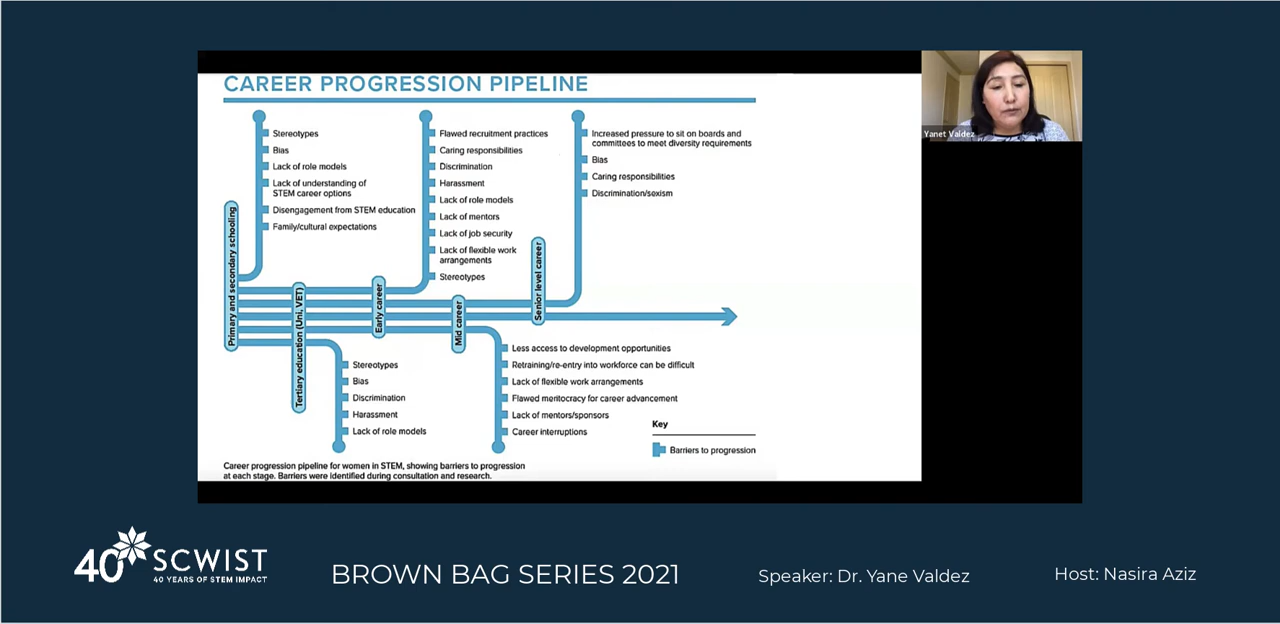 CAREER PROGRESSION PIPELINE
Stereotypes
Bias
Lack of role models
Lack of understanding of
STEM career options
Disengagement from STEM education
Family/cultural expectations
Flawed recruitment practices
Caring responsibilities
Discrimination
Harassment
Lack of role models
Lack of mentors
Lack of job security
Lack of flexible work
arrangements
Stereotypes
Increased pressure to sit on boards and
committees to meet diversity requirements
Bias
Caring responsibilities
Discrimination/sexism
Primary and secondary schooling
Tertiary education (Uni, VET)
Early career
Mid career
Senior level career
Stereotypes
Bias
Discrimination
Harassment
Lack of role models
Less access to development opportunities
Retraining/re-entry into workforce can be difficult
Lack of flexible work arrangements
Flawed meritocracy for career advancement
Lack of mentors/sponsors
Career interruptions
Key
Barriers to progression
Career progression pipeline for women in STEM, showing barriers to progression
at each stage. Barriers were identified during consultation and research.
Yanet Valdez
40 SCWIST
40 YEARS OF STEM IMPACT
BROWN BAG SERIES 2021
Speaker: Dr. Yane Valdez
Host: Nasira Aziz